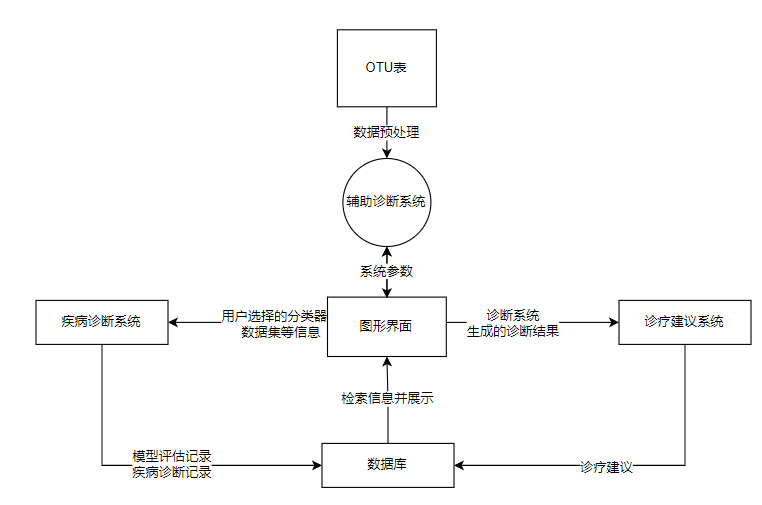 OTU表
数据预处理
辅助诊断系统
系统参数
疾病诊断系统
用户选择的分类器
数据集等信息
图形界面
诊断系统
生成的诊断结果
诊疗建议系统
检索信息并展示
模型评估记录
疾病诊断记录
数据库
诊疗建议